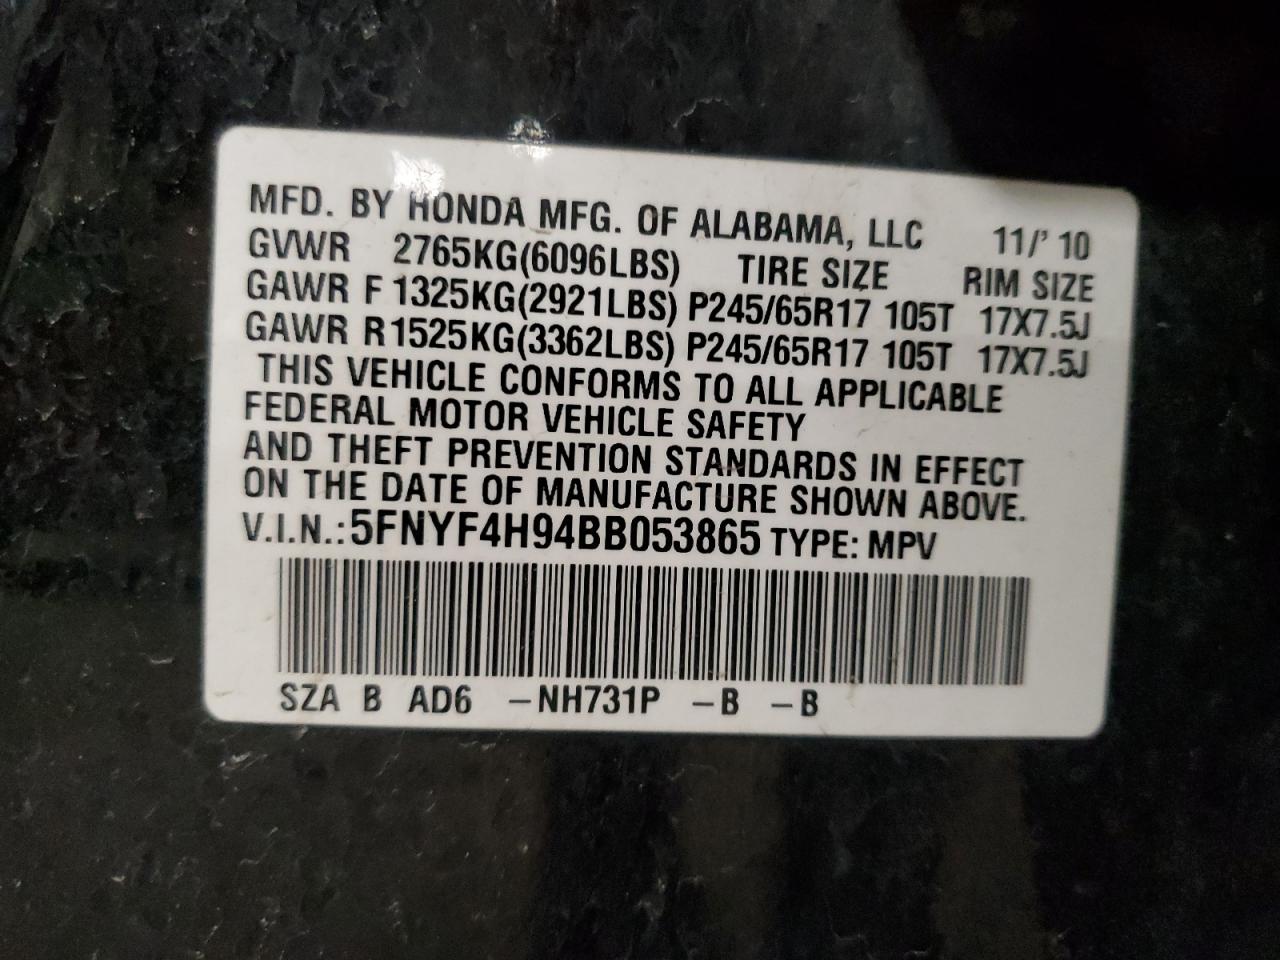 MFD. BY HONDA MFG. OF ALABAMA, LLC 11/' 10
GVWR 2765KG(6096LBS) TIRE SIZE RIM SIZE
GAWR F 1325KG(2921LBS) P245/65R17 105T 17X7.5J
GAWR R 1525KG(3362LBS) P245/65R17 105T 17X7.5J
THIS VEHICLE CONFORMS TO ALL APPLICABLE
FEDERAL MOTOR VEHICLE SAFETY
AND THEFT PREVENTION STANDARDS IN EFFECT
ON THE DATE OF MANUFACTURE SHOWN ABOVE.
V.I.N.: 5FNYF4H94BB053865 TYPE: MPV
SZA B AD6 –NH731P –B –B